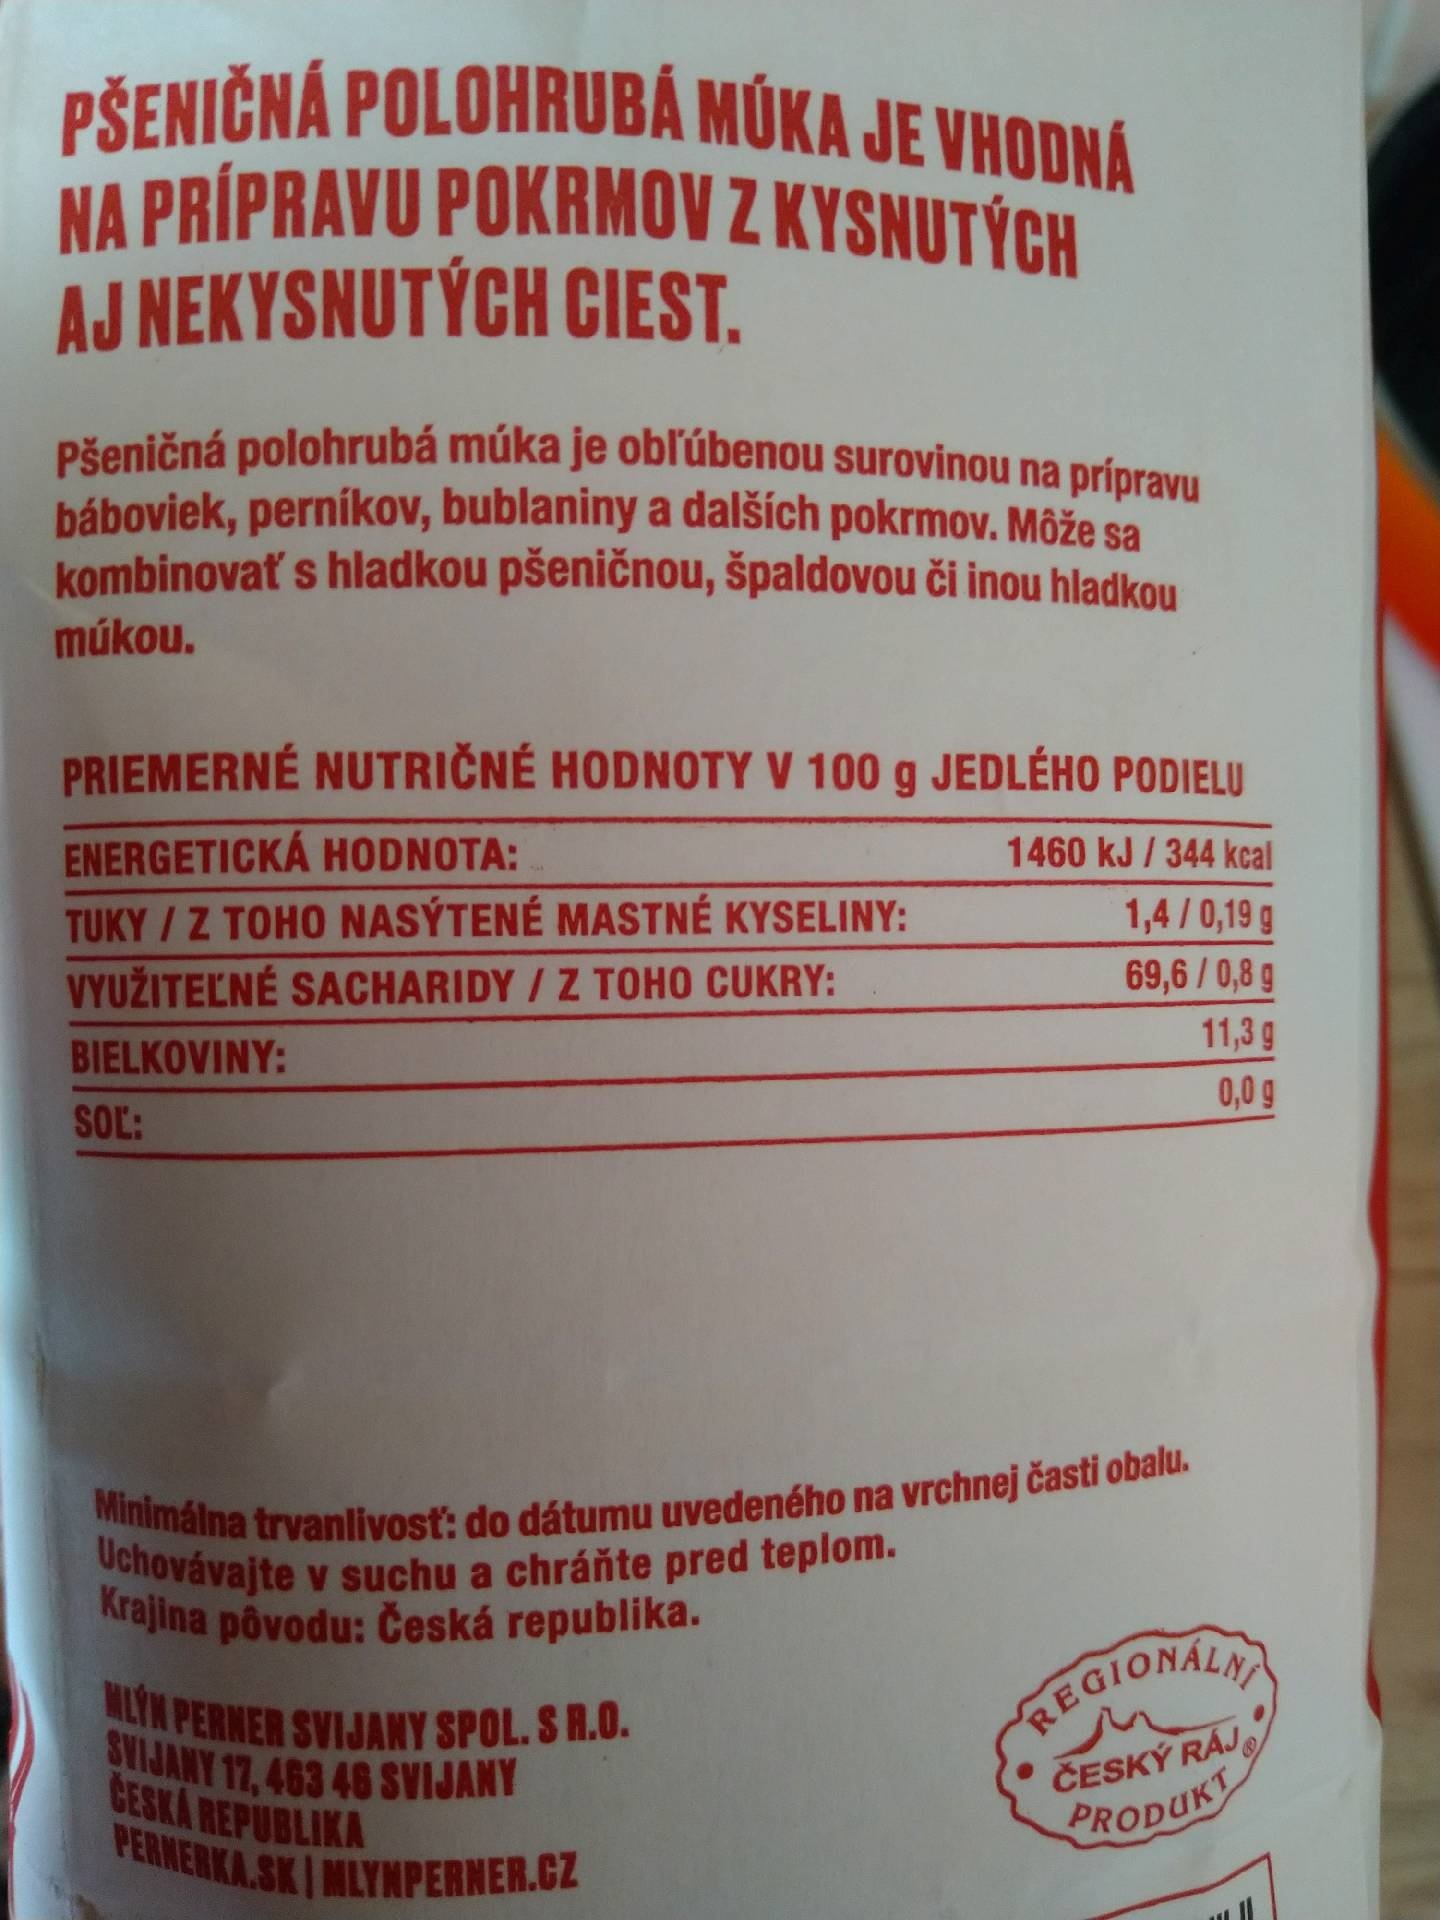 PŠENIČNÁ POLOHRUBÁ MÚKA JE VHODNÁ
NA PRÍPRAVU POKRMOV Z KYSNUTÝCH
AJ NEKYSNUTÝCH CIEST.
Pšeničná polohrubá múka je obľúbenou surovinou na prípravu
báboviek, perníkov, bublaniny a dalších pokrmov. Môže sa
kombinovať s hladkou pšeničnou, špaldovou či inou hladkou
múkou.
PRIEMERNÉ NUTRIČNÉ HODNOTY V 100 g JEDLÉHO PODIELU
ENERGETICKÁ HODNOTA: 1460 kJ / 344 kcal
TUKY / Z TOHO NASÝTENÉ MASTNÉ KYSELINY: 1,4 / 0,19 g
VYUŽITEĽNÉ SACHARIDY / Z TOHO CUKRY: 69,6 / 0,8 g
BIELKOVINY: 11,3 g
SOĽ: 0,0 g
Minimálna trvanlivosť: do dátumu uvedeného na vrchnej časti obalu.
Uchovávajte v suchu a chráňte pred teplom.
Krajina pôvodu: Česká republika.
MLÝN PERNER SVIJANY SPOL. S R.O.
SVIJANY 17, 463 46 SVIJANY
ČESKÁ REPUBLIKA
PERNERKA.SK | MLYNPERNER.CZ
REGIONÁLNÍ
ČESKÝ RÁJ®
PRODUKT